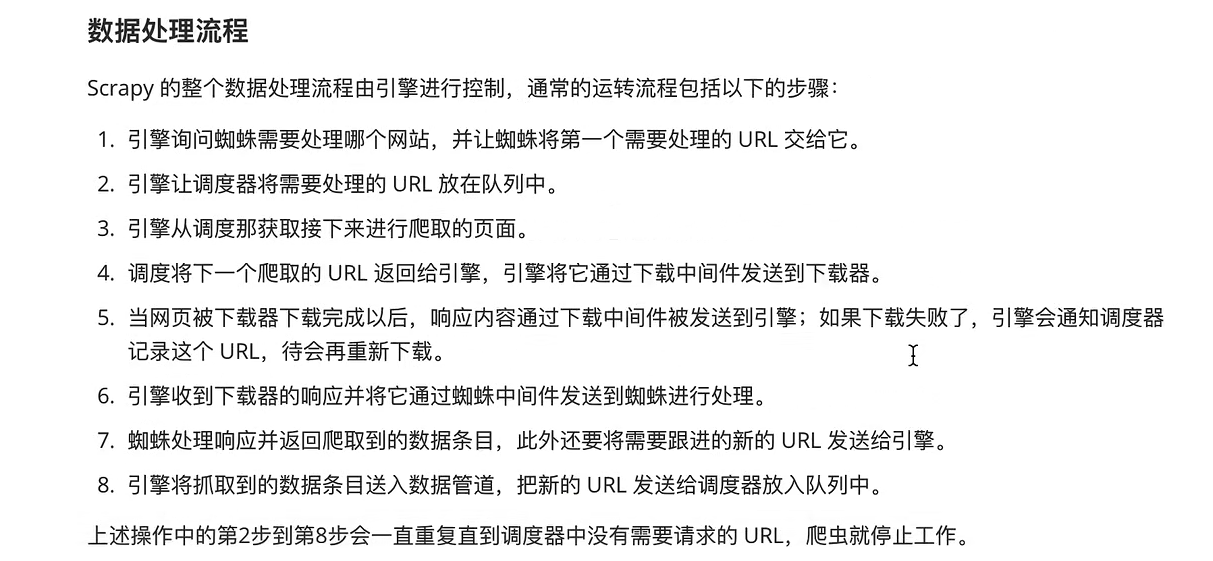 数据处理流程
Scrapy 的整个数据处理流程由引擎进行控制，通常的运转流程包括以下的步骤：
1. 引擎询问蜘蛛需要处理哪个网站，并让蜘蛛将第一个需要处理的 URL 交给它。
2. 引擎让调度器将需要处理的 URL 放在队列中。
3. 引擎从调度那获取接下来进行爬取的页面。
4. 调度将下一个爬取的 URL 返回给引擎，引擎将它通过下载中间件发送到下载器。
5. 当网页被下载器下载完成以后，响应内容通过下载中间件被发送到引擎；如果下载失败了，引擎会通知调度器
记录这个 URL，待会再重新下载。
6. 引擎收到下载器的响应并将它通过蜘蛛中间件发送到蜘蛛进行处理。
7. 蜘蛛处理响应并返回爬取到的数据条目，此外还要将需要跟进的新的 URL 发送给引擎。
8. 引擎将抓取到的数据条目送入数据管道，把新的 URL 发送给调度器放入队列中。
上述操作中的第2步到第8步会一直重复直到调度器中没有需要请求的 URL，爬虫就停止工作。